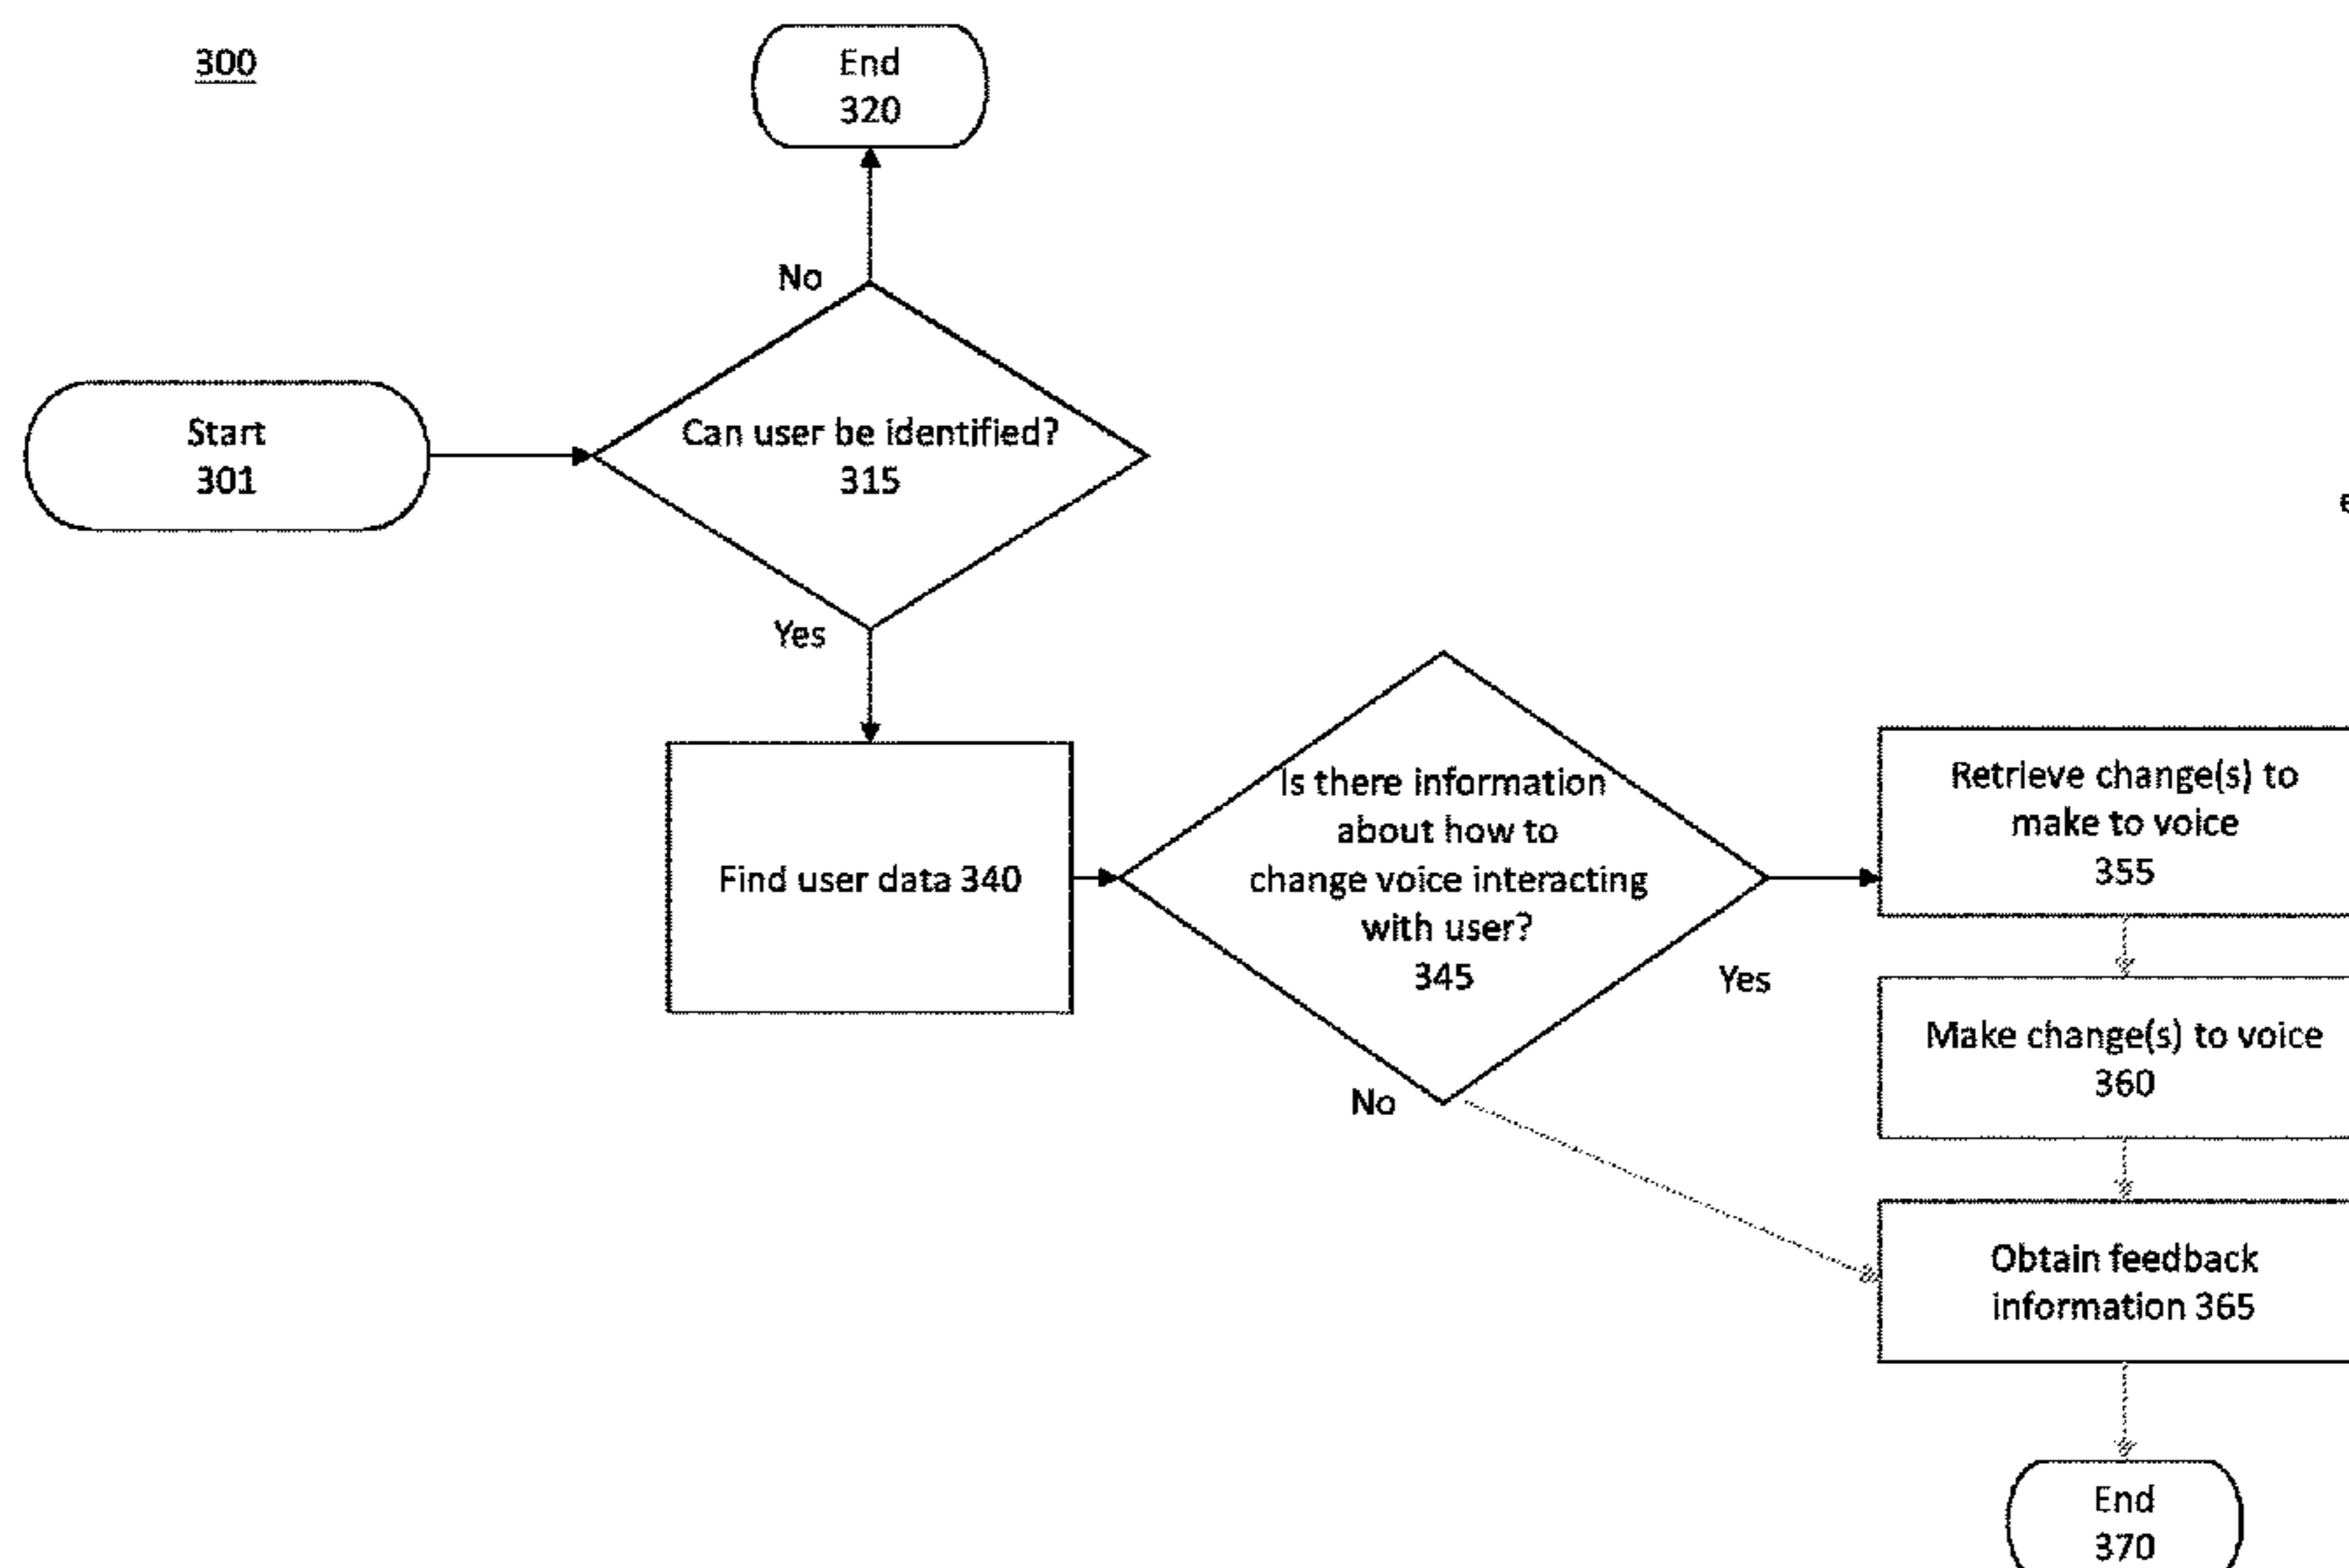 300
End
320
No
Start
301
Can user be identified?
315
Yes
Find user data 340
Is there information
about how to
change voice interacting
with user?
345
Yes
No
Retrieve change(s) to
make to voice
355
Make change(s) to voice
360
Obtain feedback
information 365
End
370